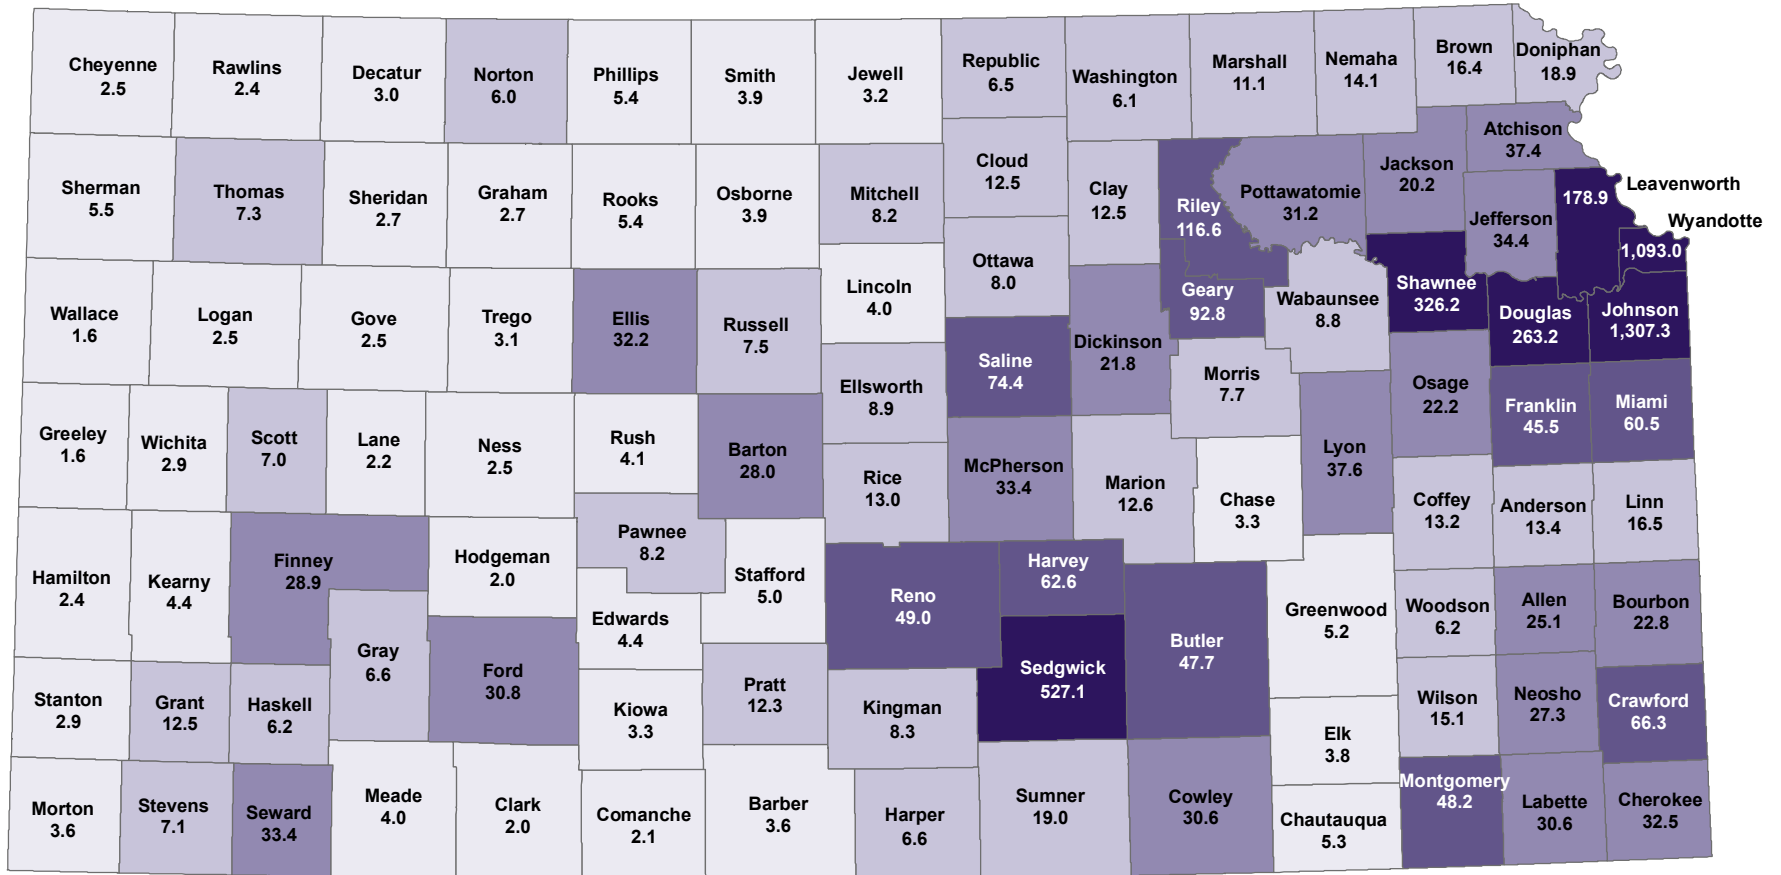 Cheyenne
2.5
Rawlins
2.4
Decatur
3.0
Norton
6.0
Phillips
5.4
Smith
3.9
Jewell
3.2
Republic
6.5
Washington
6.1
Marshall
11.1
Nemaha
14.1
Brown
16.4
Doniphan
18.9
Sherman
5.5
Thomas
7.3
Sheridan
2.7
Graham
2.7
Rooks
5.4
Osborne
3.9
Mitchell
8.2
Cloud
12.5
Clay
12.5
Riley
116.6
Pottawatomie
31.2
Jackson
20.2
Atchison
37.4
Jefferson
34.4
178.9
Leavenworth
Wyandotte
1,093.0
Wallace
1.6
Logan
2.5
Gove
2.5
Trego
3.1
Ellis
32.2
Russell
7.5
Lincoln
4.0
Ottawa
8.0
Saline
74.4
Dickinson
21.8
Geary
92.8
Wabaunsee
8.8
Shawnee
326.2
Douglas
263.2
Johnson
1,307.3
Greeley
1.6
Wichita
2.9
Scott
7.0
Lane
2.2
Ness
2.5
Rush
4.1
Barton
28.0
Ellsworth
8.9
Rice
13.0
McPherson
33.4
Marion
12.6
Morris
7.7
Chase
3.3
Lyon
37.6
Osage
22.2
Franklin
45.5
Miami
60.5
Coffey
13.2
Anderson
13.4
Linn
16.5
Hamilton
2.4
Kearny
4.4
Finney
28.9
Hodgeman
2.0
Pawnee
8.2
Stafford
5.0
Edwards
4.4
Gray
6.6
Ford
30.8
Reno
49.0
Harvey
62.6
Sedgwick
527.1
Butler
47.7
Greenwood
5.2
Woodson
6.2
Allen
25.1
Bourbon
22.8
Stanton
2.9
Grant
12.5
Haskell
6.2
Kiowa
3.3
Pratt
12.3
Kingman
8.3
Elk
3.8
Wilson
15.1
Neosho
27.3
Crawford
66.3
Morton
3.6
Stevens
7.1
Seward
33.4
Meade
4.0
Clark
2.0
Comanche
2.1
Barber
3.6
Harper
6.6
Sumner
19.0
Cowley
30.6
Chautauqua
5.3
Montgomery
48.2
Labette
30.6
Cherokee
32.5